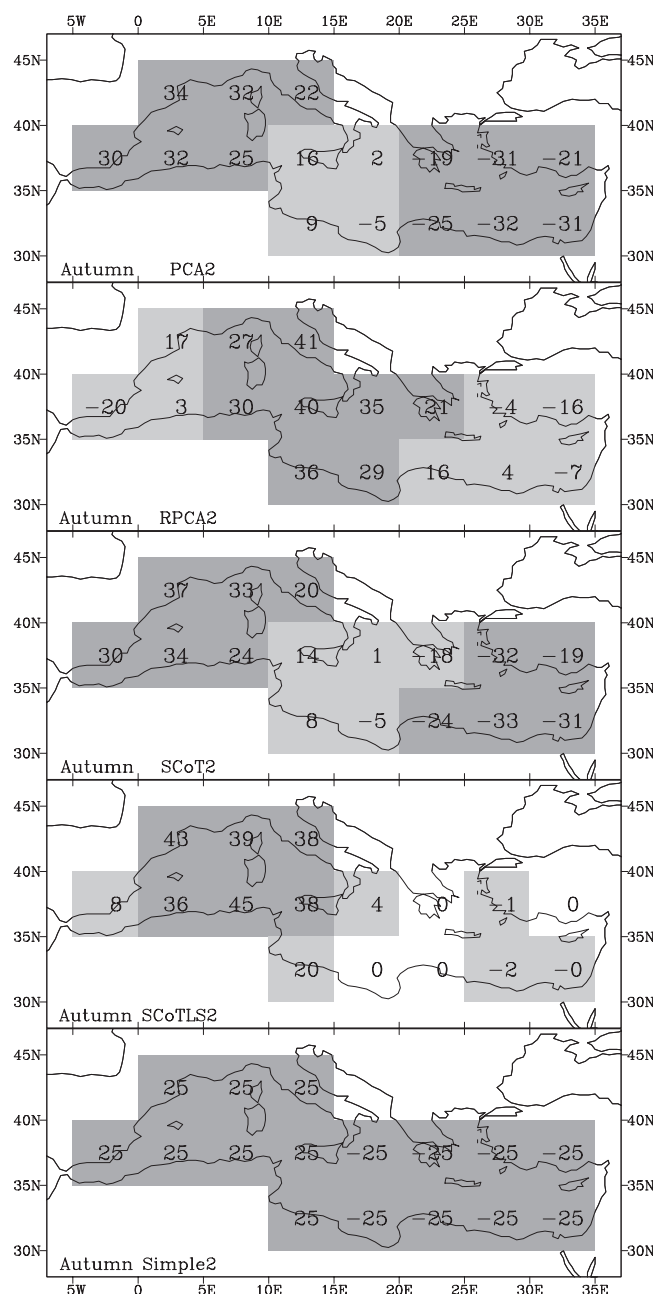 5W 0 5E 10E 15E 20E 25E 30E 35E
45N 34 32 22 45N
40N 40N
30 32 25 16 2 −19 −31 −21
35N 35N
9 −5 −25 −32 −31
30N 30N
Autumn PCA2
45N 17 27 41 45N
40N 40N
−20 3 30 40 35 21 −4 −16
35N 35N
36 29 16 4 −7
30N 30N
Autumn RPCA2
45N 37 33 20 45N
40N 40N
30 34 24 14 1 −18 −32 −19
35N 35N
8 −5 −24 −33 −31
30N 30N
Autumn SCoT2
45N 43 39 38 45N
40N 40N
8 36 45 38 4 0 1 0
35N 35N
20 0 0 −2 −0
30N 30N
Autumn SCoTLS2
45N 25 25 25 45N
40N 40N
25 25 25 25 −25 −25 −25 −25
35N 35N
25 −25 −25 −25 −25
30N 30N
Autumn Simple2
5W 0 5E 10E 15E 20E 25E 30E 35E